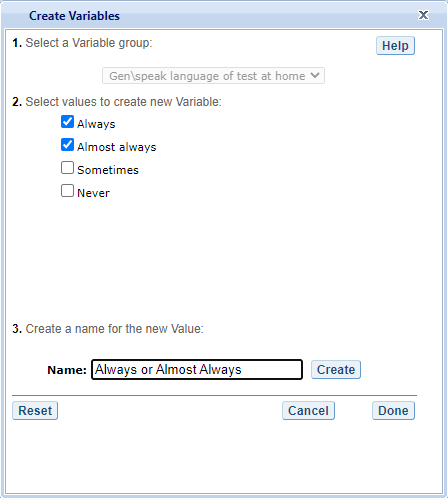 Create Variables x
1. Select a Variable group:
Help
Gen\speak language of test at home
2. Select values to create new Variable:
Always
Almost always
Sometimes
Never
3. Create a name for the new Value:
Name: Always or Almost Always Create
Reset Cancel Done